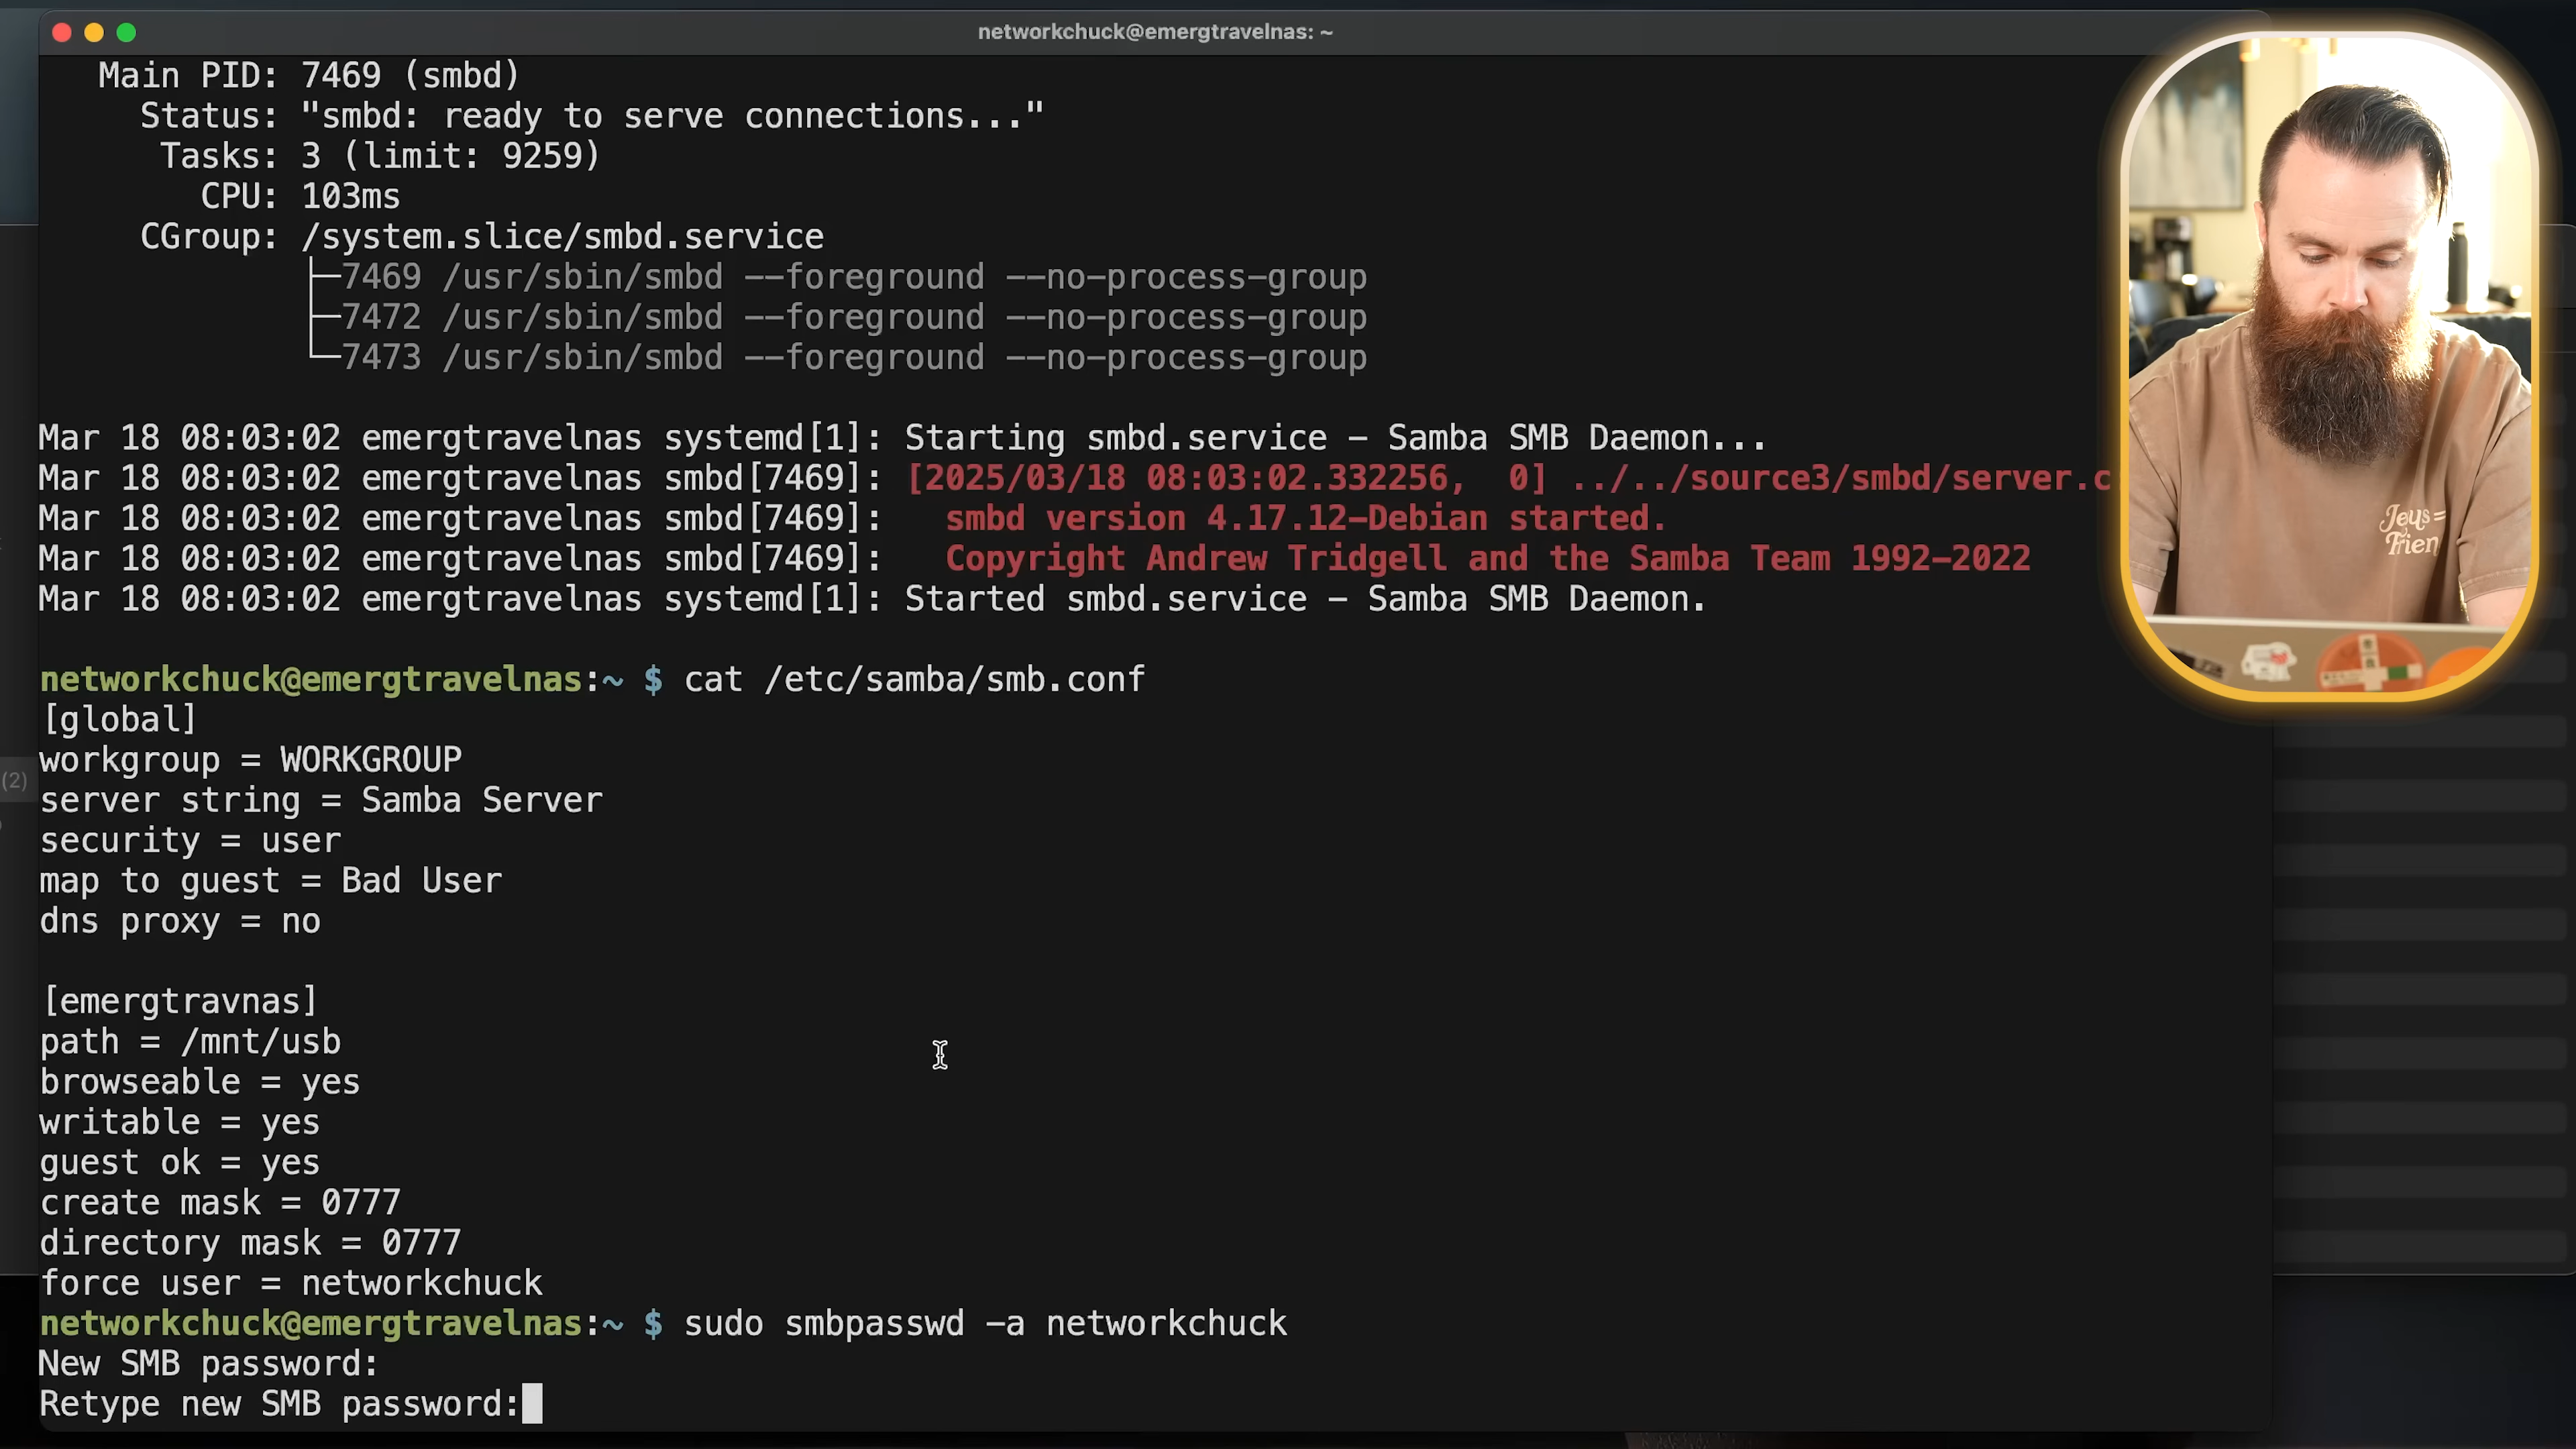 networkchuck@emergtravelnas: ~
Main PID: 7469 (smbd)
Status: "smbd: ready to serve connections..."
Tasks: 3 (limit: 9259)
CPU: 103ms
CGroup: /system.slice/smbd.service
├─7469 /usr/sbin/smbd --foreground --no-process-group
├─7472 /usr/sbin/smbd --foreground --no-process-group
└─7473 /usr/sbin/smbd --foreground --no-process-group
Mar 18 08:03:02 emergtravelnas systemd[1]: Starting smbd.service - Samba SMB Daemon...
Mar 18 08:03:02 emergtravelnas smbd[7469]: [2025/03/18 08:03:02.332256,  0] ../../source3/smbd/server.c
Mar 18 08:03:02 emergtravelnas smbd[7469]:   smbd version 4.17.12-Debian started.
Mar 18 08:03:02 emergtravelnas smbd[7469]:   Copyright Andrew Tridgell and the Samba Team 1992-2022
Mar 18 08:03:02 emergtravelnas systemd[1]: Started smbd.service - Samba SMB Daemon.
networkchuck@emergtravelnas:~ $ cat /etc/samba/smb.conf
[global]
workgroup = WORKGROUP
server string = Samba Server
security = user
map to guest = Bad User
dns proxy = no
[emergtravnas]
path = /mnt/usb
browseable = yes
writable = yes
guest ok = yes
create mask = 0777
directory mask = 0777
force user = networkchuck
networkchuck@emergtravelnas:~ $ sudo smbpasswd -a networkchuck
New SMB password:
Retype new SMB password:
(2)